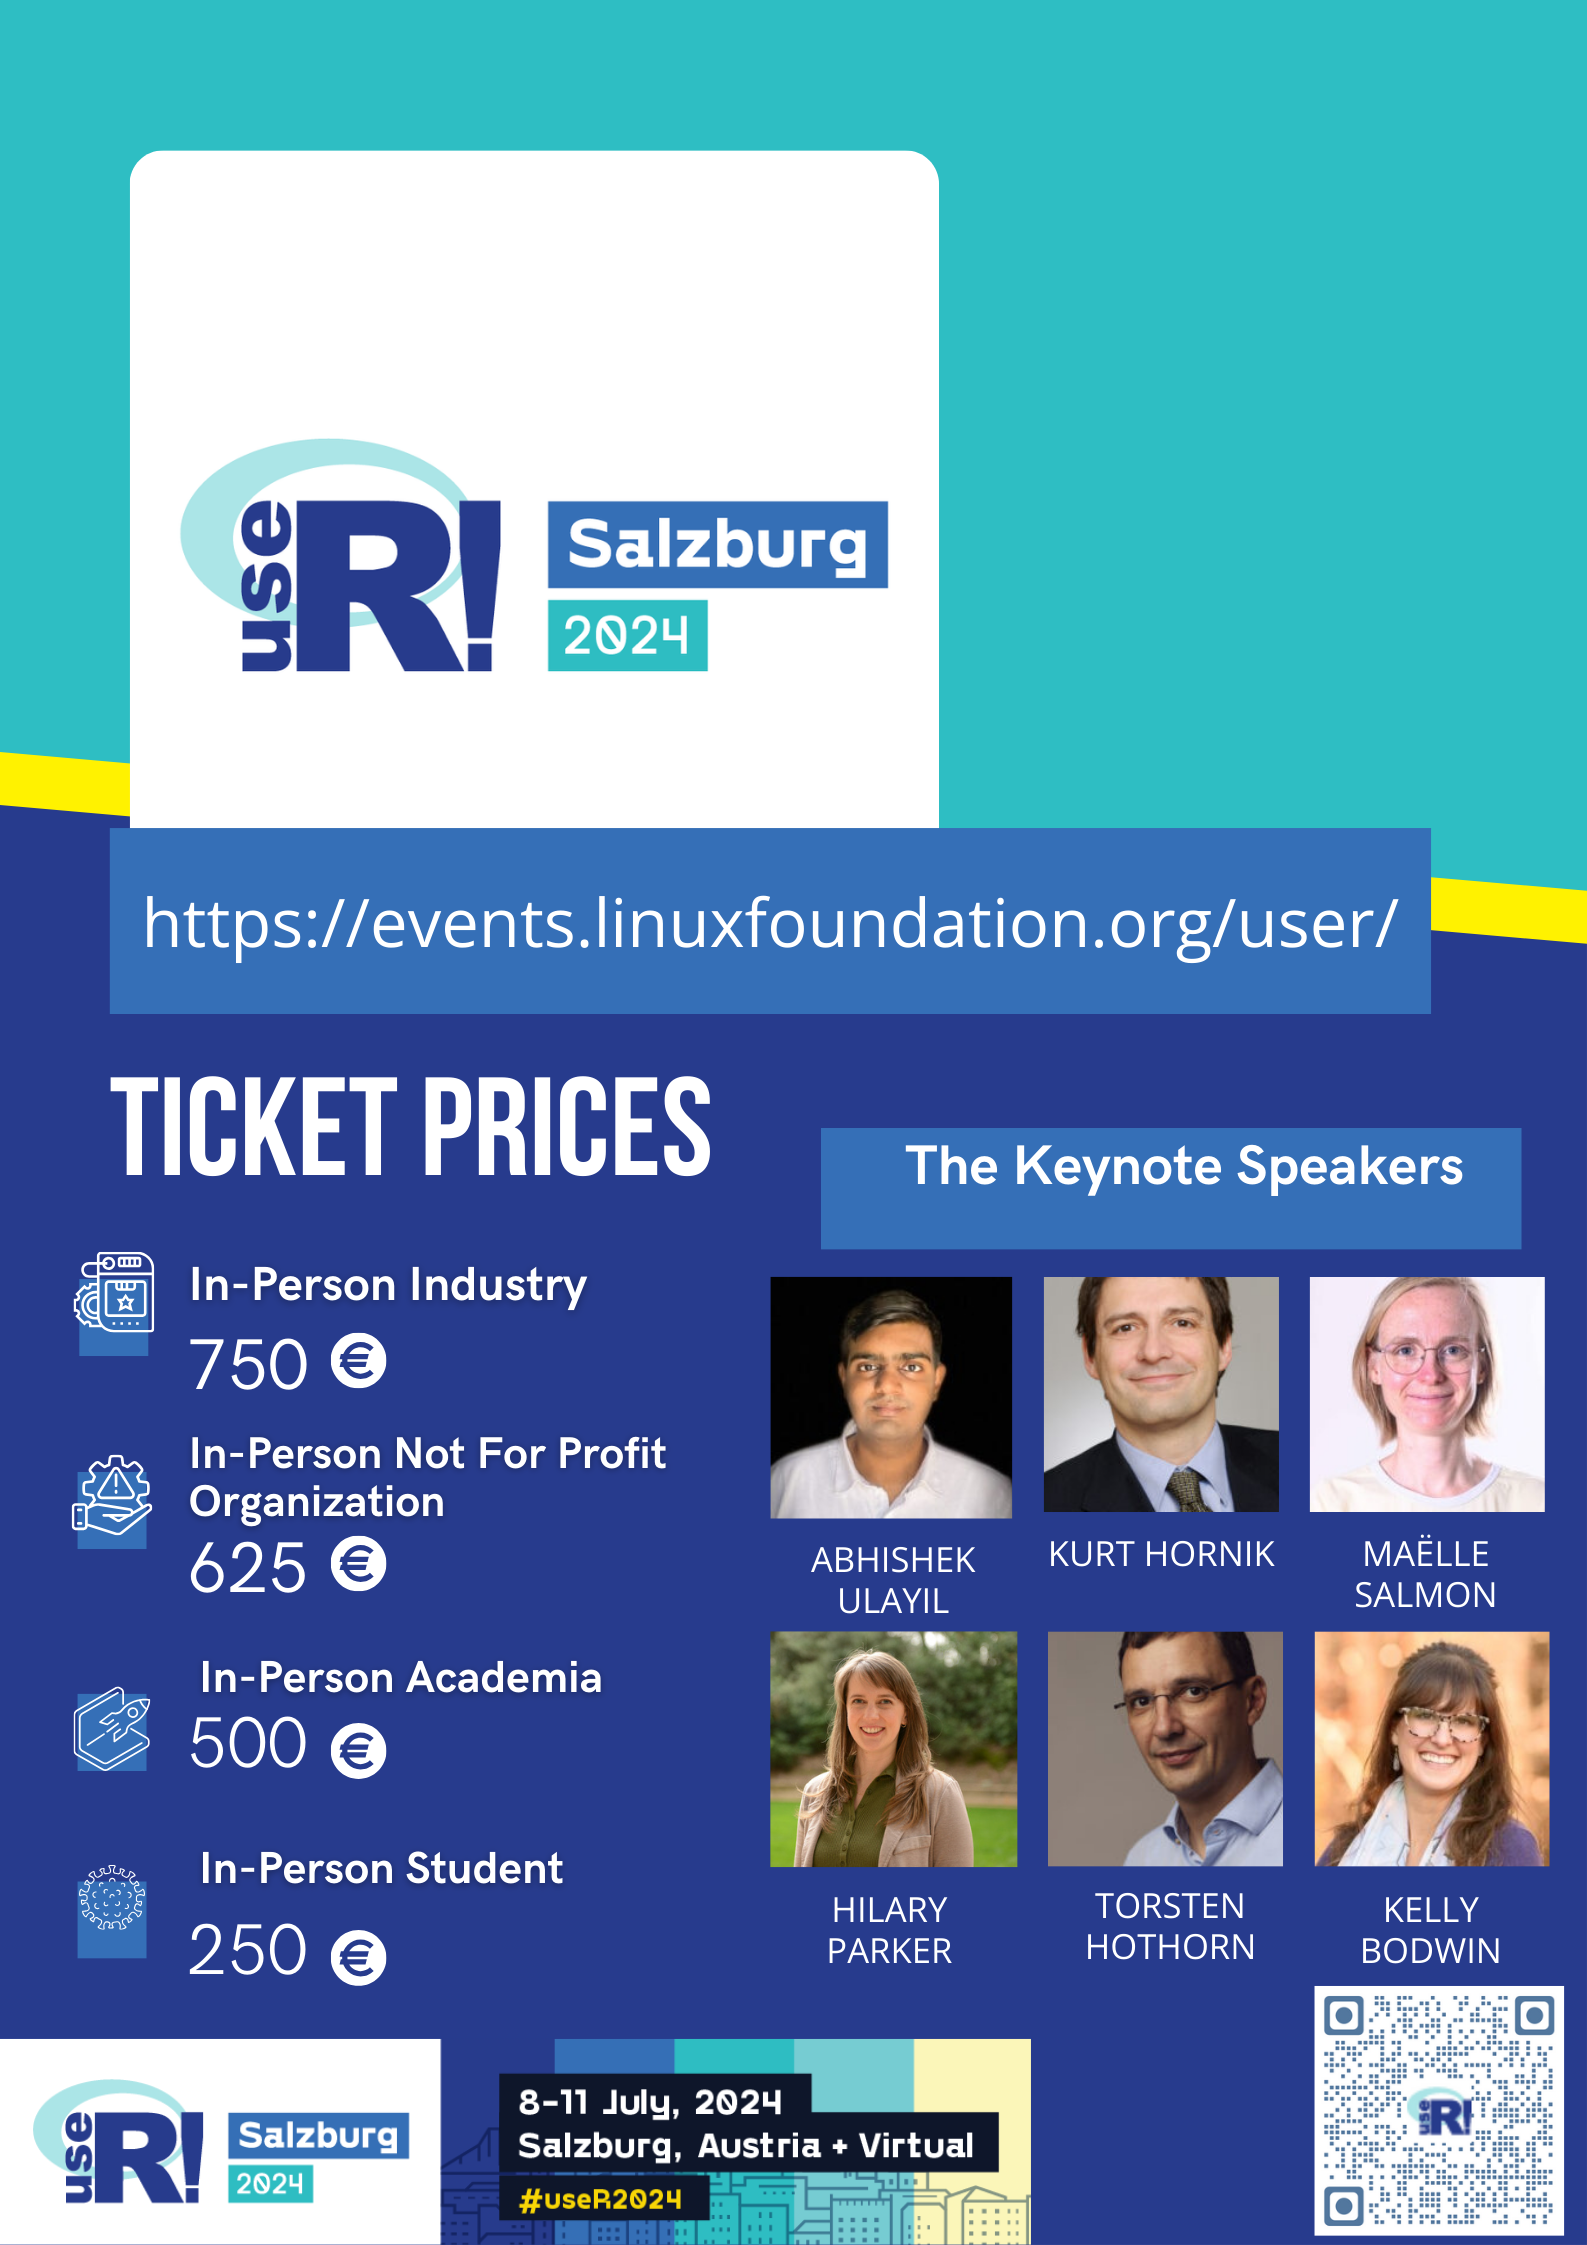 use
R!
Salzburg
2024
https://events.linuxfoundation.org/user/
TICKET PRICES
In-Person Industry
750 €
In-Person Not For Profit
Organization
625 €
In-Person Academia
500 €
In-Person Student
250 €
The Keynote Speakers
ABHISHEK
ULAYIL
KURT HORNIK
MAËLLE
SALMON
HILARY
PARKER
TORSTEN
HOTHORN
KELLY
BODWIN
use
R!
Salzburg
2024
8-11 July, 2024
Salzburg, Austria + Virtual
#useR2024
use
R!